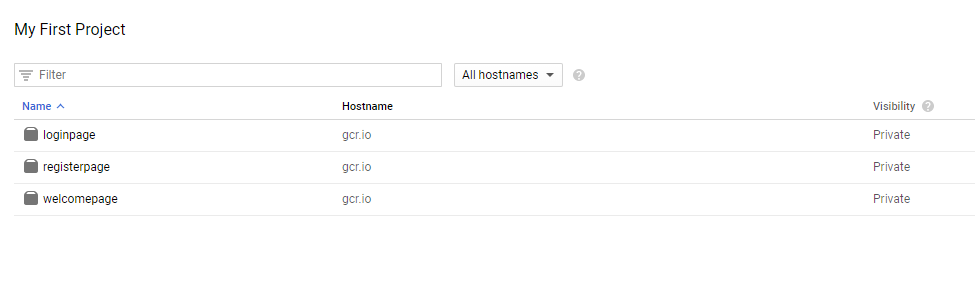 My First Project
Filter All hostnames ?
Name Hostname Visibility ?
loginpage gcr.io Private
registerpage gcr.io Private
welcomepage gcr.io Private